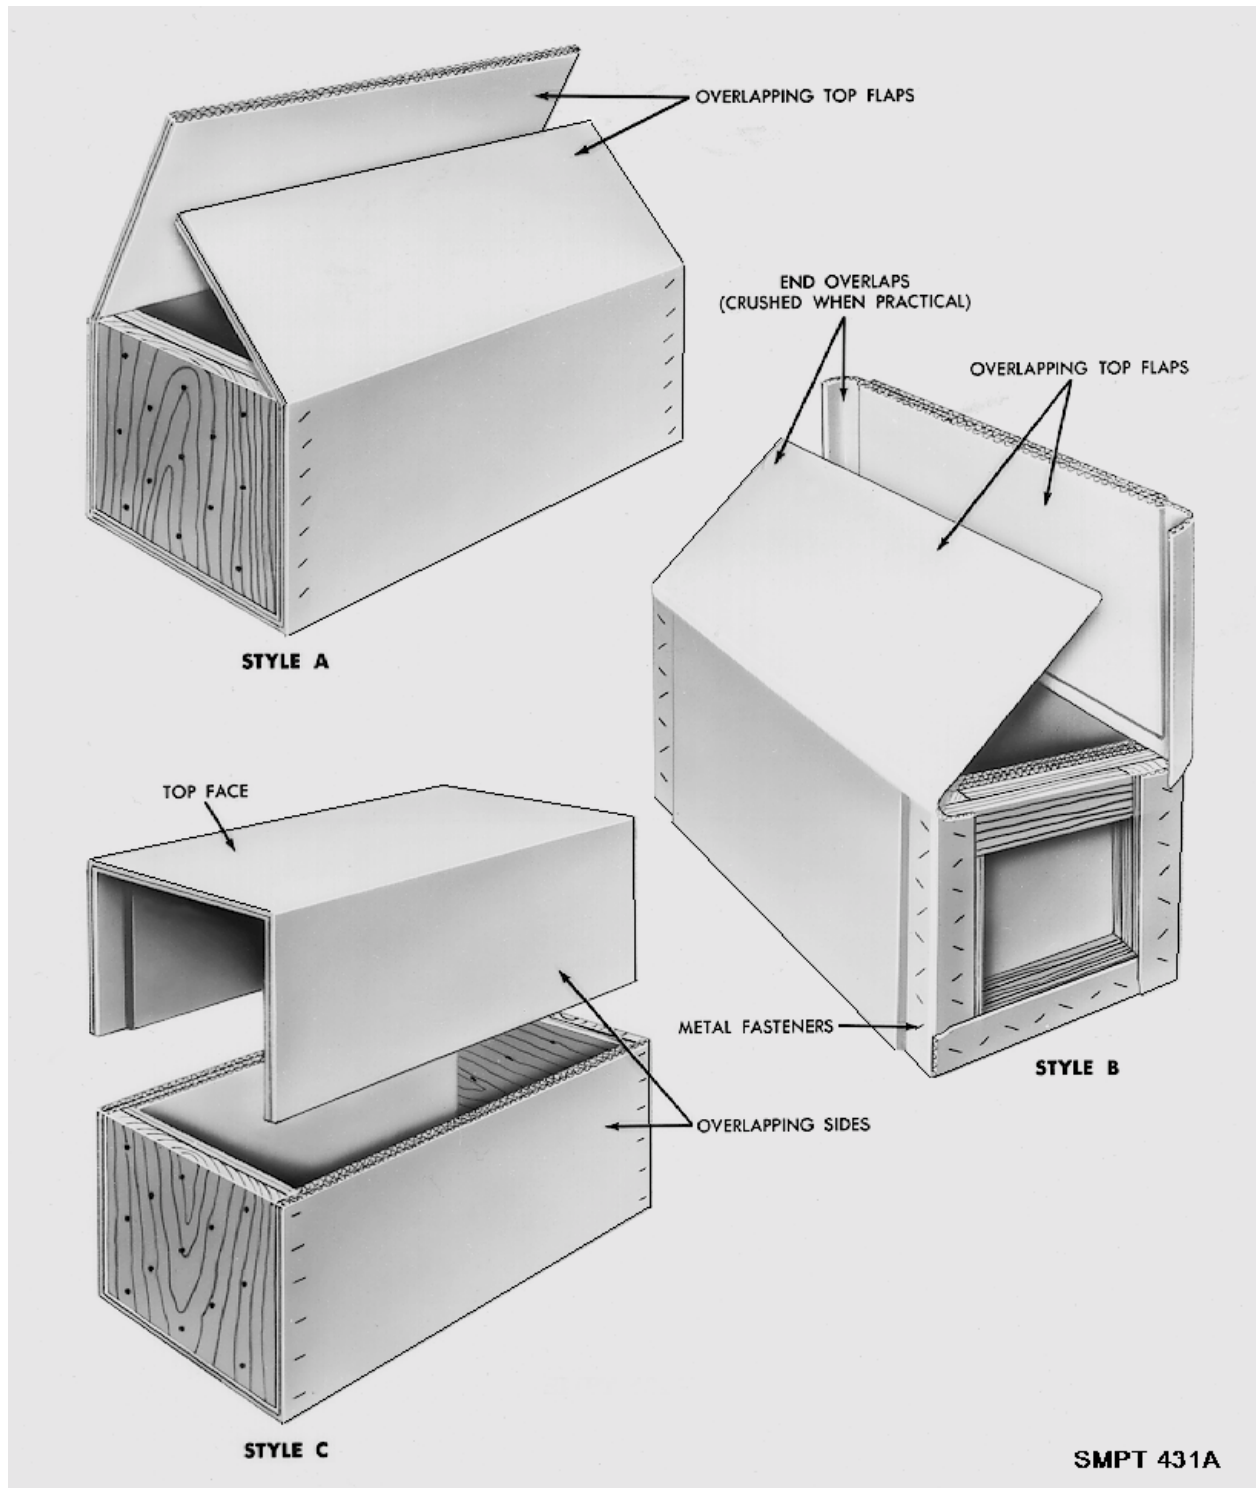 OVERLAPPING TOP FLAPS
END OVERLAPS
(CRUSHED WHEN PRACTICAL)
OVERLAPPING TOP FLAPS
STYLE A
TOP FACE
METAL FASTENERS
STYLE B
OVERLAPPING SIDES
STYLE C
SMPT 431A